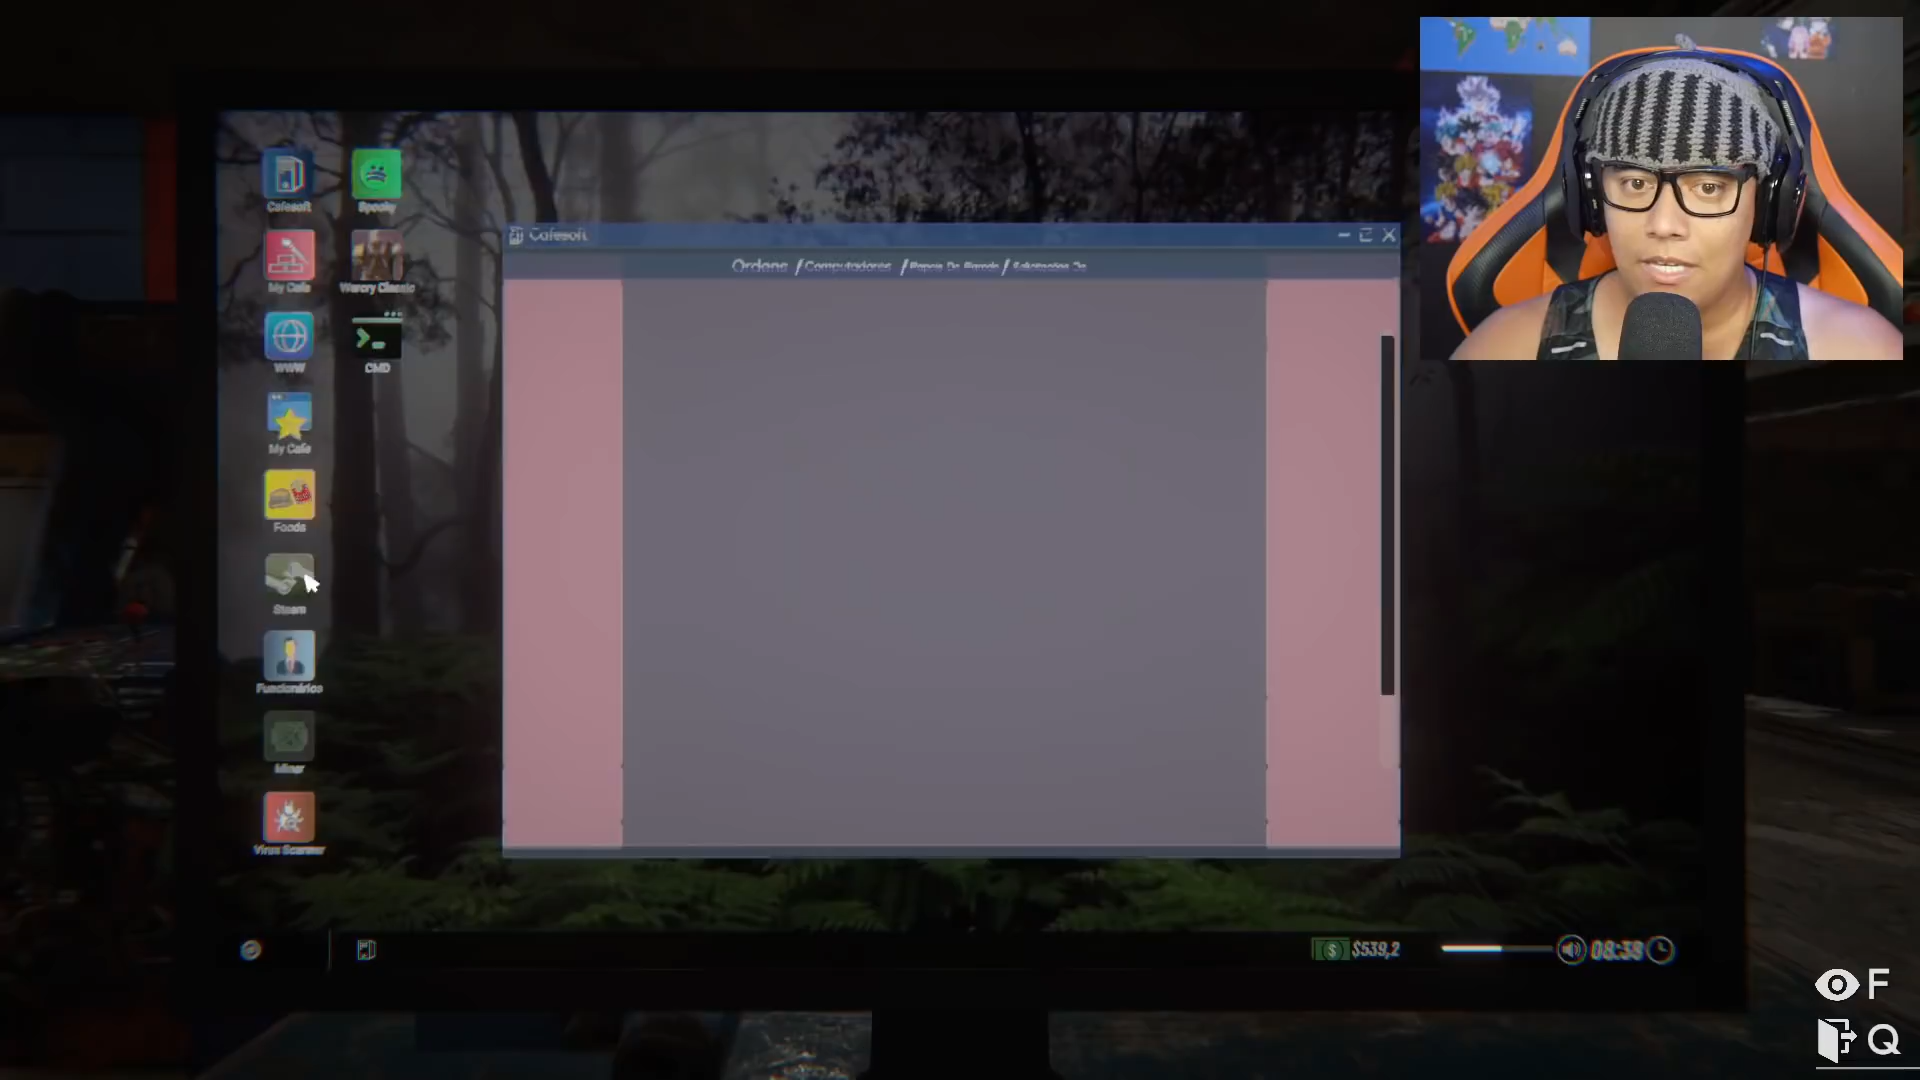 Cafesoft
Spooky
My Cafe
Warcry Classic
WWW
CMD
My Cafe
Foods
Steam
Funcionários
Miner
Virus Scanner
Cafesoft
Ordens / Computadores /
$539,2
08:38
F
Q